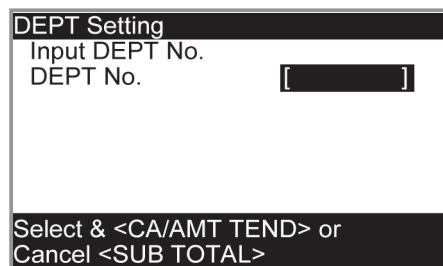 DEPT Setting
Input DEPT No.
DEPT No. [ ]
Select & <CA/AMT TEND> or
Cancel <SUB TOTAL>